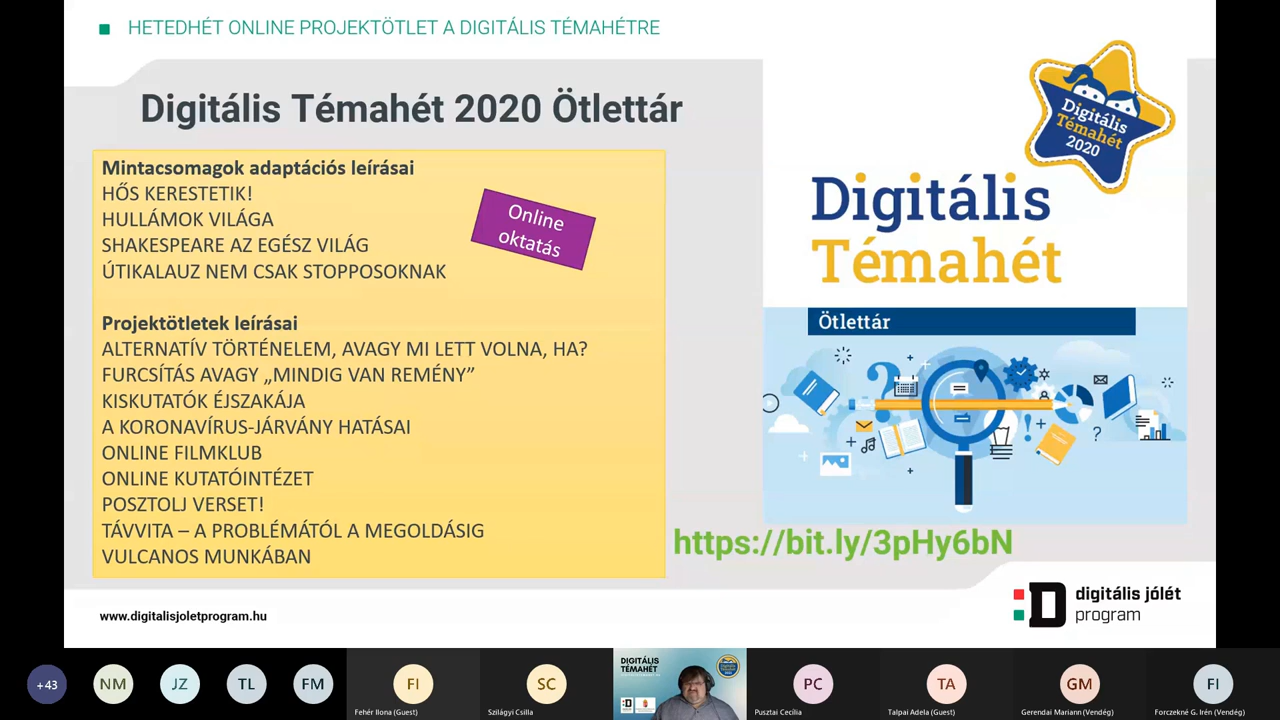 HETEDHÉT ONLINE PROJEKTÖTLET A DIGITÁLIS TÉMAHÉTRE
Digitális Témahét 2020 Ötlettár
Mintacsomagok adaptációs leírásai
HŐS KERESTETIK!
HULLÁMOK VILÁGA
SHAKESPEARE AZ EGÉSZ VILÁG
ÚTIKALAUZ NEM CSAK STOPPOSOKNAK
Online
oktatás
Projektötletek leírásai
ALTERNATÍV TÖRTÉNELEM, AVAGY MI LETT VOLNA, HA?
FURCSÍTÁS AVAGY „MINDIG VAN REMÉNY”
KISKUTATÓK ÉJSZAKÁJA
A KORONAVÍRUS-JÁRVÁNY HATÁSAI
ONLINE FILMKLUB
ONLINE KUTATÓINTÉZET
POSZTOLJ VERSET!
TÁVVITA – A PROBLÉMÁTÓL A MEGOLDÁSIG
VULCANOS MUNKÁBAN
Digitális
Témahét
2020
Digitális
Témahét
Ötlettár
https://bit.ly/3pHy6bN
www.digitalisjoletprogram.hu
digitális jólét
program
+43
NM
JZ
TL
FM
FI
Fehér Ilona (Guest)
SC
Szilágyi Csilla
DIGITÁLIS
TÉMAHÉT
PC
Pusztai Cecília
TA
Talpai Adela (Guest)
GM
Gerendai Mariann (Vendég)
FI
Forczekné G. Irén (Vendég)